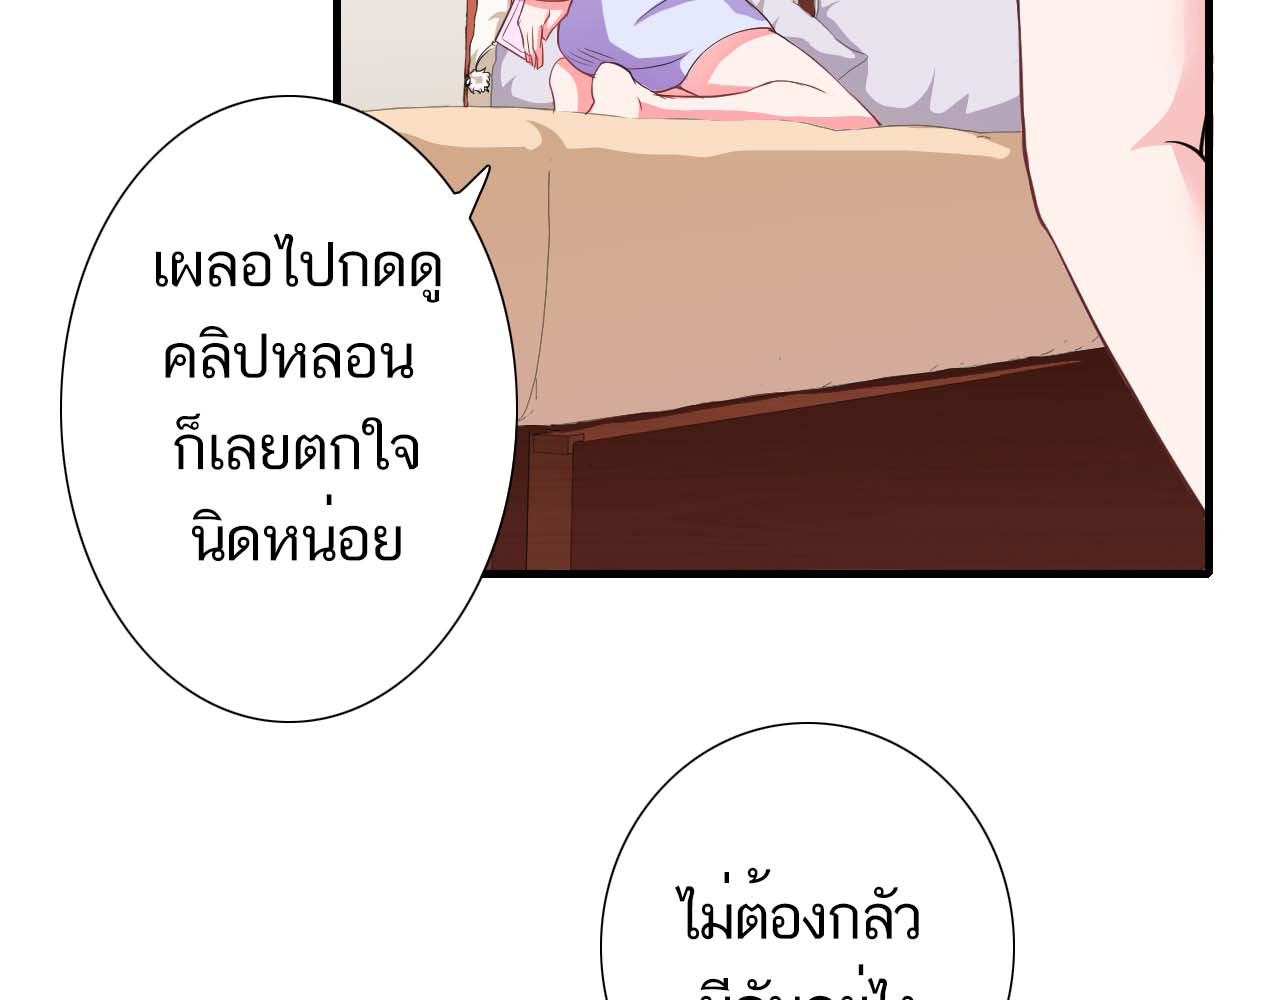 เผลอไปกดดู
คลิปหลอน
ก็เลยตกใจ
นิดหน่อย
ไม่ต้องกลัว